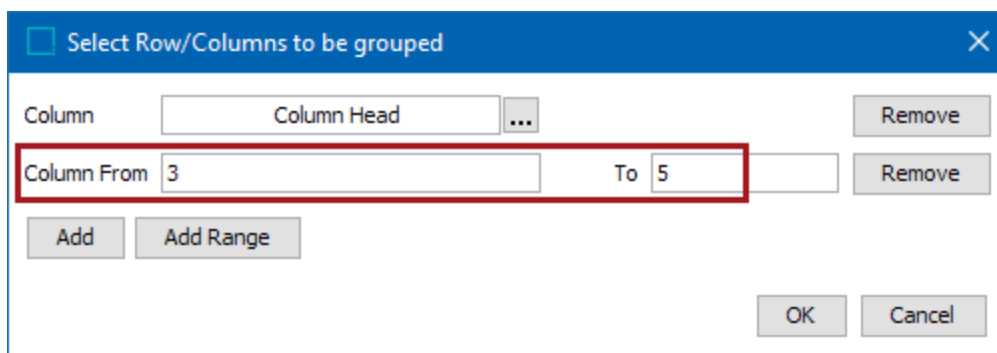 Select Row/Columns to be grouped
Column Column Head ... Remove
Column From 3 To 5 Remove
Add Add Range
OK Cancel